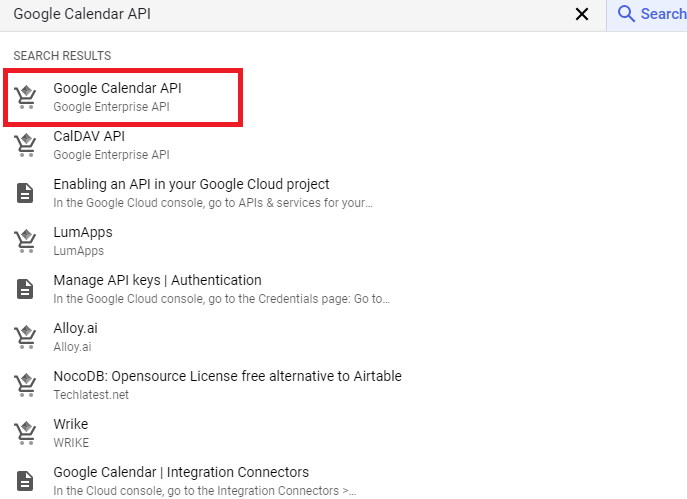 Google Calendar API
Search
SEARCH RESULTS
Google Calendar API
Google Enterprise API
CalDAV API
Google Enterprise API
Enabling an API in your Google Cloud project
In the Google Cloud console, go to APIs & services for your…
LumApps
LumApps
Manage API keys | Authentication
In the Google Cloud console, go to the Credentials page: Go to…
Alloy.ai
Alloy.ai
NocoDB: Opensource License free alternative to Airtable
Techlatest.net
Wrike
WRIKE
Google Calendar | Integration Connectors
In the Cloud console, go to the Integration Connectors >…